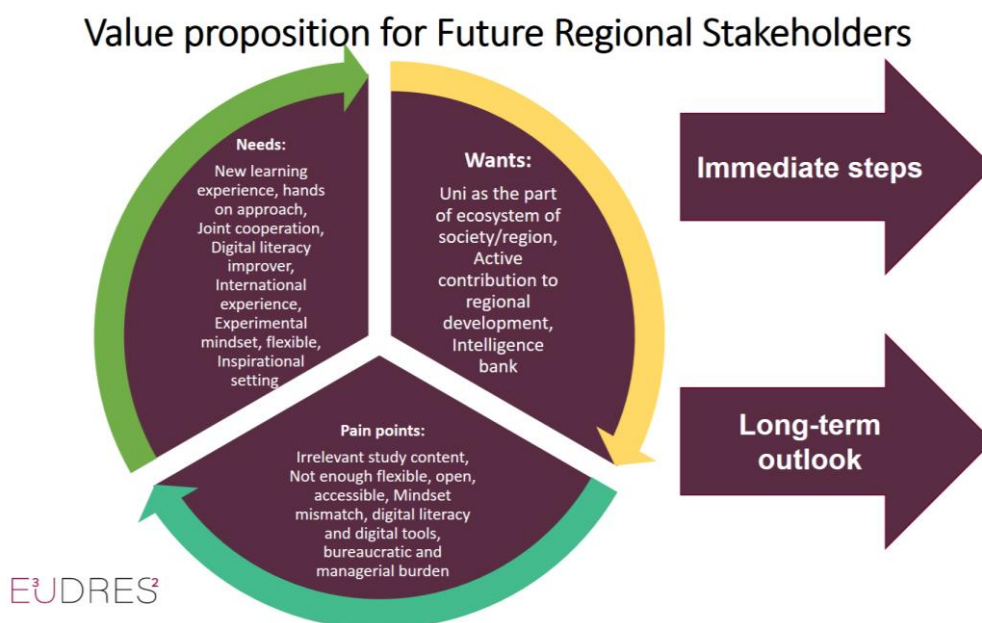 Value proposition for Future Regional Stakeholders
Needs:
New learning
experience, hands
on approach,
Joint cooperation,
Digital literacy
improver,
International
experience,
Experimental
mindset, flexible,
Inspirational
setting
Wants:
Uni as the part
of ecosystem of
society/region,
Active
contribution to
regional
development,
Intelligence
bank
Pain points:
Irrelevant study content,
Not enough flexible, open,
accessible, Mindset
mismatch, digital literacy
and digital tools,
bureaucratic and
managerial burden
Immediate steps
Long-term
outlook
E³UDRES²